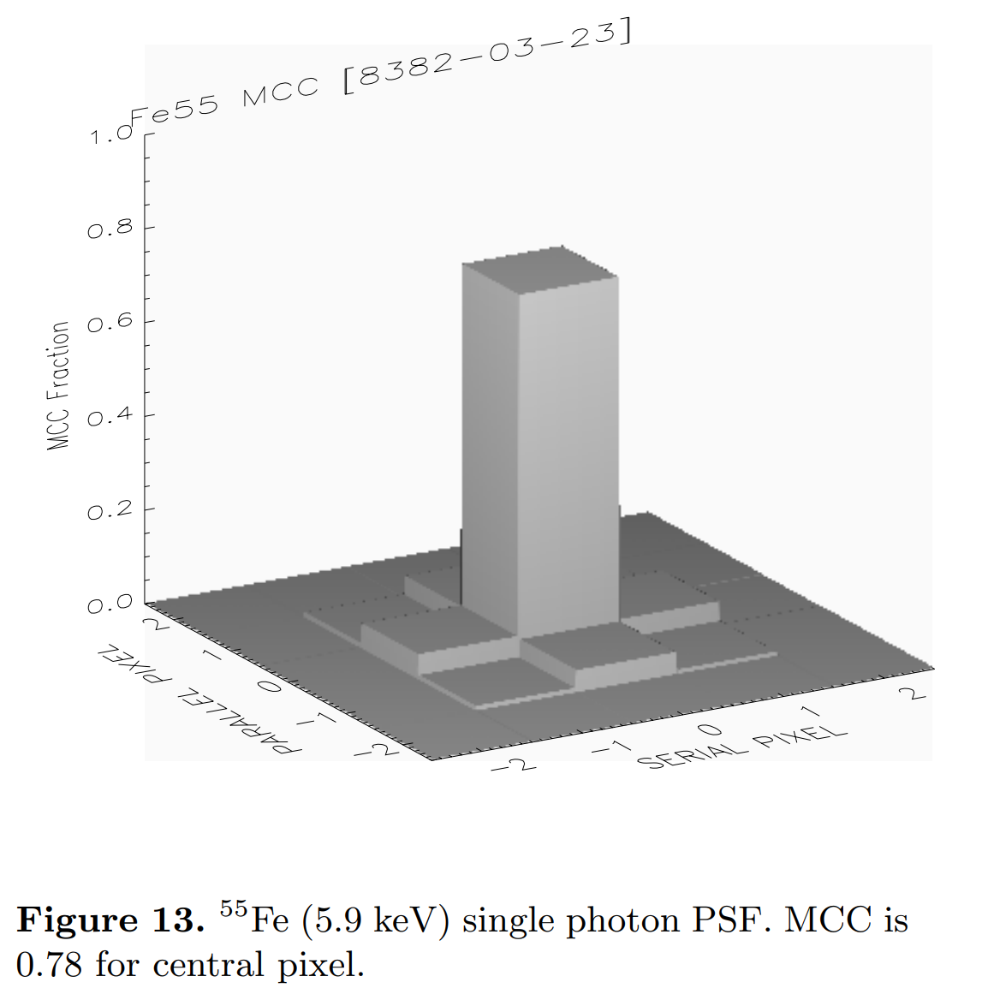 Fe55 MCC [8382-03-23]
1.0
0.8
0.6
0.4
0.2
0.0
MCC Fraction
2
1
0
-1
-2
PARALLEL PIXEL
-2
-1
0
1
2
SERIAL PIXEL
Figure 13. ⁵⁵Fe (5.9 keV) single photon PSF. MCC is
0.78 for central pixel.